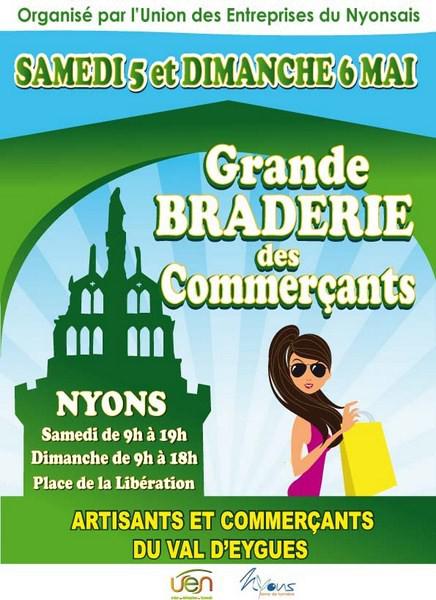 Organisé par l'Union des Entreprises du Nyonsais
SAMEDI 5 et DIMANCHE 6 MAI
Grande
BRADERIE
des
Commerçants
NYONS
Samedi de 9h à 19h
Dimanche de 9h à 18h
Place de la Libération
ARTISANTS ET COMMERÇANTS
DU VAL D'EYGUES
uen
Nyons